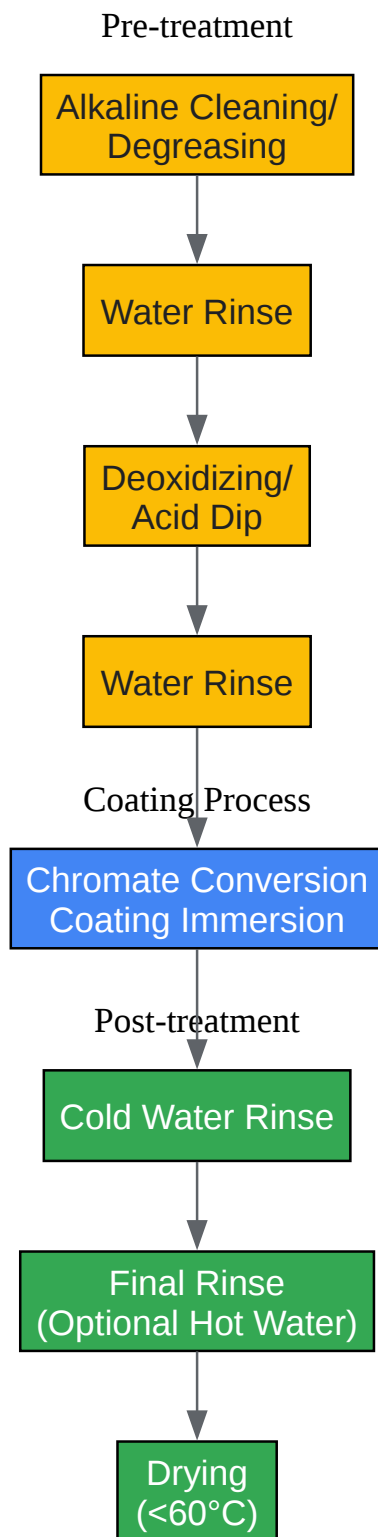 Pre-treatment
Alkaline Cleaning/
Degreasing
Water Rinse
Deoxidizing/
Acid Dip
Water Rinse
Coating Process
Chromate Conversion
Coating Immersion
Post-treatment
Cold Water Rinse
Final Rinse
(Optional Hot Water)
Drying
(<60°C)